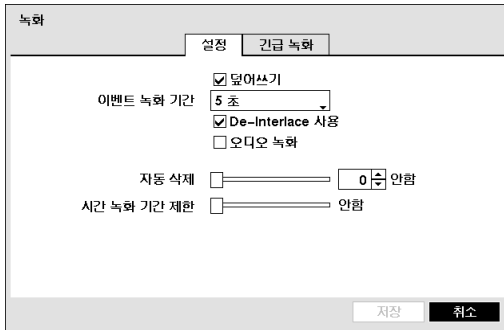 녹화
설정 긴급 녹화
덮어쓰기
이벤트 녹화 기간 5 초
De-Interlace 사용
오디오 녹화
자동 삭제 0 안함
시간 녹화 기간 제한 안함
저장 취소